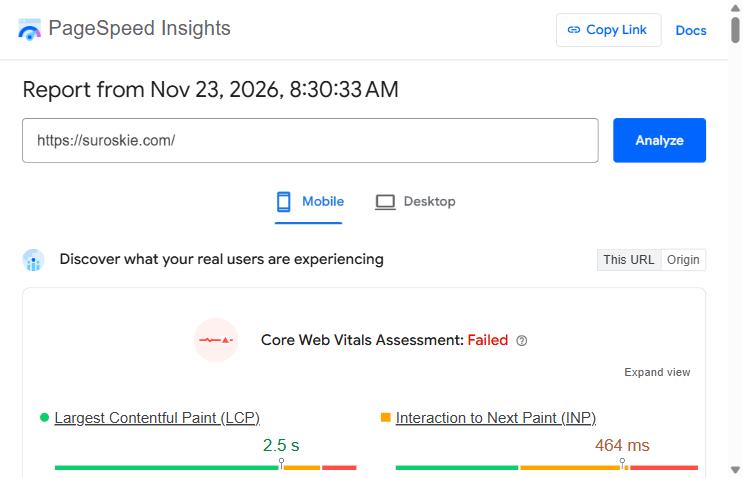 PageSpeed Insights
Copy Link
Docs
Report from Nov 23, 2026, 8:30:33 AM
https://suroskie.com/
Analyze
Mobile
Desktop
Discover what your real users are experiencing
This URL
Origin
Core Web Vitals Assessment: Failed
Expand view
Largest Contentful Paint (LCP)
2.5 s
Interaction to Next Paint (INP)
464 ms